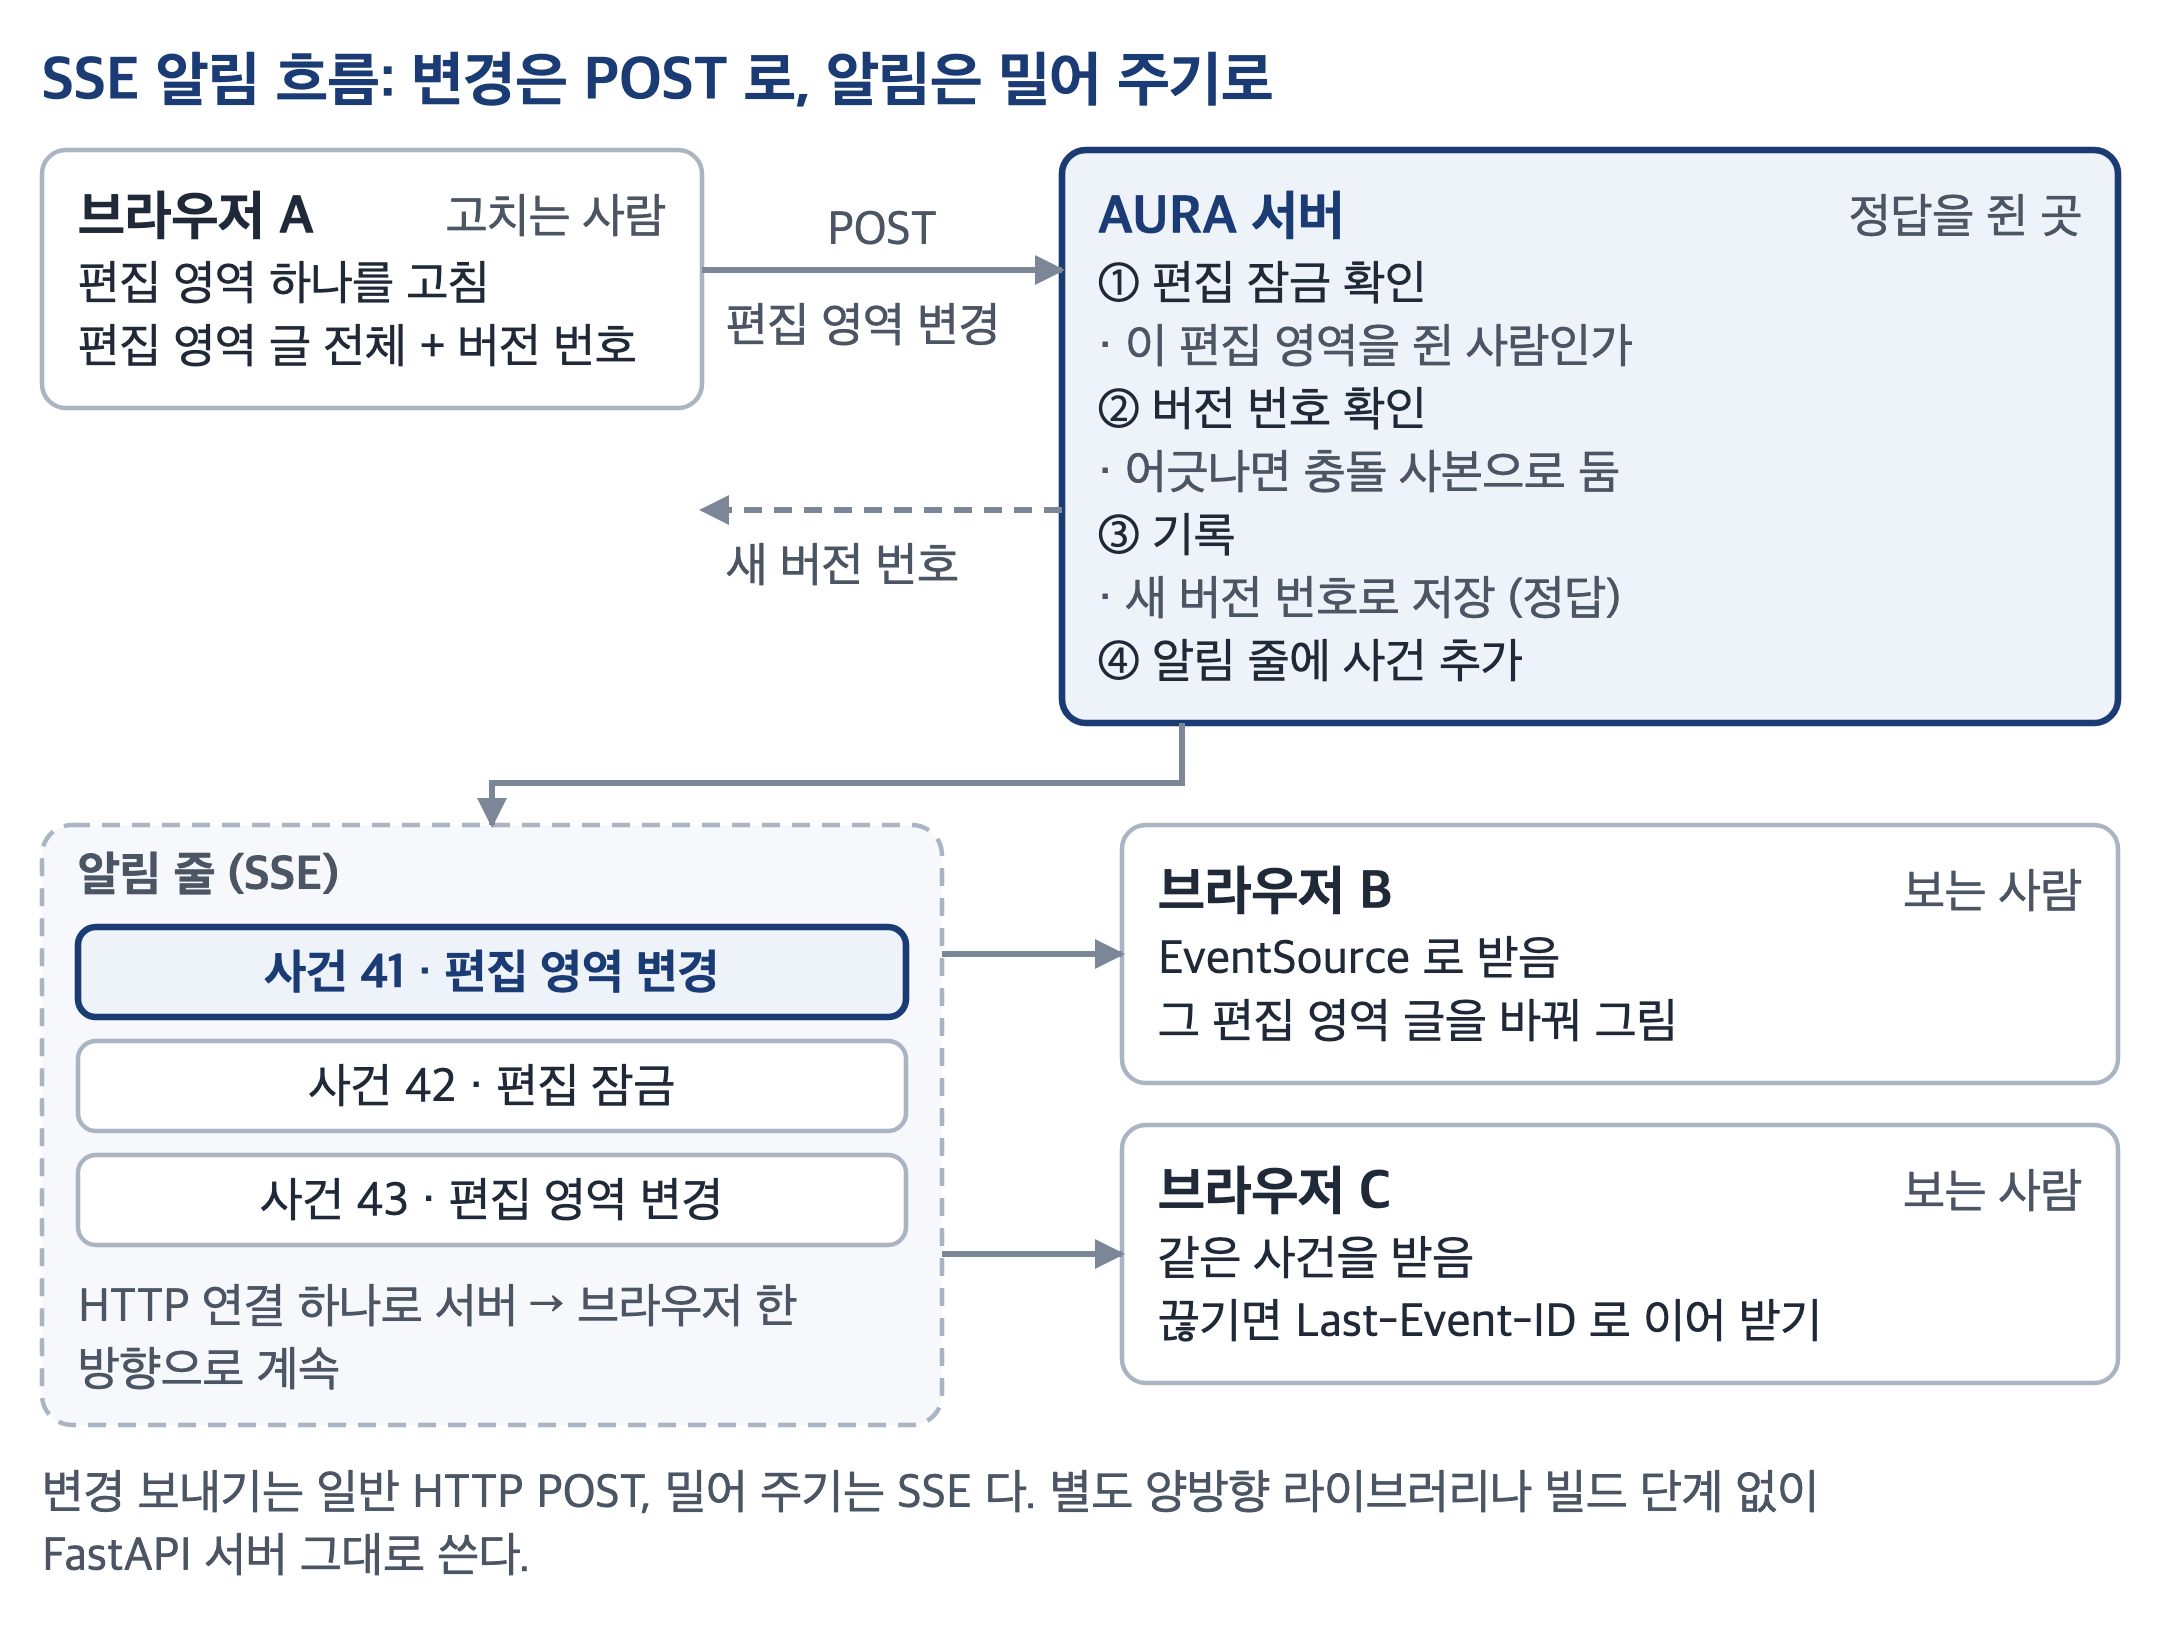 SSE 알림 흐름: 변경은 POST 로, 알림은 밀어 주기로
브라우저 A
고치는 사람
편집 영역 하나를 고침
편집 영역 글 전체 + 버전 번호
POST
편집 영역 변경
새 버전 번호
AURA 서버
정답을 쥔 곳
① 편집 잠금 확인
· 이 편집 영역을 쥔 사람인가
② 버전 번호 확인
· 어긋나면 충돌 사본으로 둠
③ 기록
· 새 버전 번호로 저장 (정답)
④ 알림 줄에 사건 추가
알림 줄 (SSE)
사건 41 · 편집 영역 변경
사건 42 · 편집 잠금
사건 43 · 편집 영역 변경
HTTP 연결 하나로 서버 → 브라우저 한
방향으로 계속
브라우저 B
보는 사람
EventSource 로 받음
그 편집 영역 글을 바꿔 그림
브라우저 C
보는 사람
같은 사건을 받음
끊기면 Last-Event-ID 로 이어 받기
변경 보내기는 일반 HTTP POST, 밀어 주기는 SSE 다. 별도 양방향 라이브러리나 빌드 단계 없이
FastAPI 서버 그대로 쓴다.